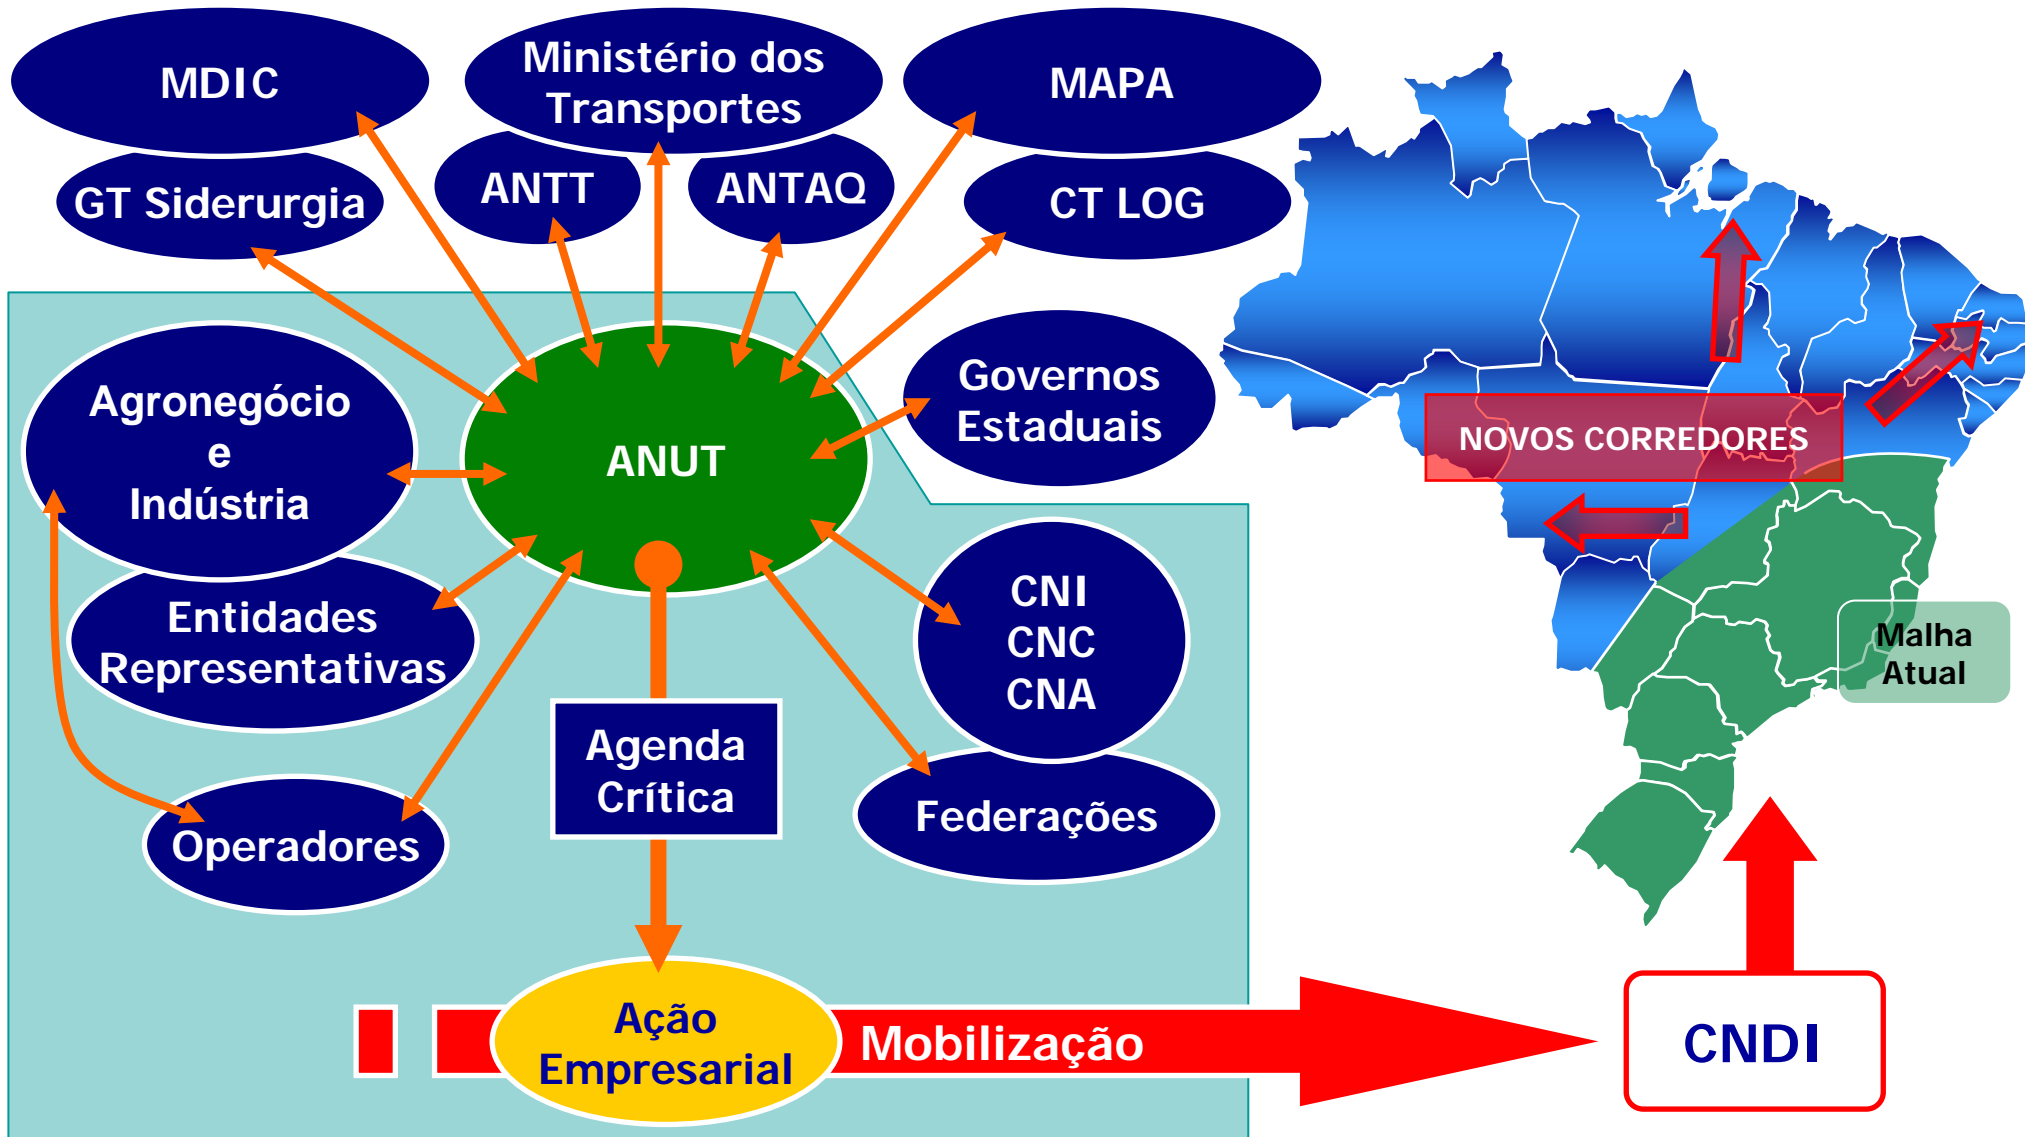 MDIC
Ministério dos
Transportes
MAPA
GT Siderurgia
ANTT
ANTAQ
CT LOG
Agronegócio
e
Indústria
ANUT
Governos
Estaduais
NOVOS CORREDORES
Entidades
Representativas
CNI
CNC
CNA
Malha
Atual
Agenda
Crítica
Operadores
Federações
Ação
Empresarial
Mobilização
CNDI